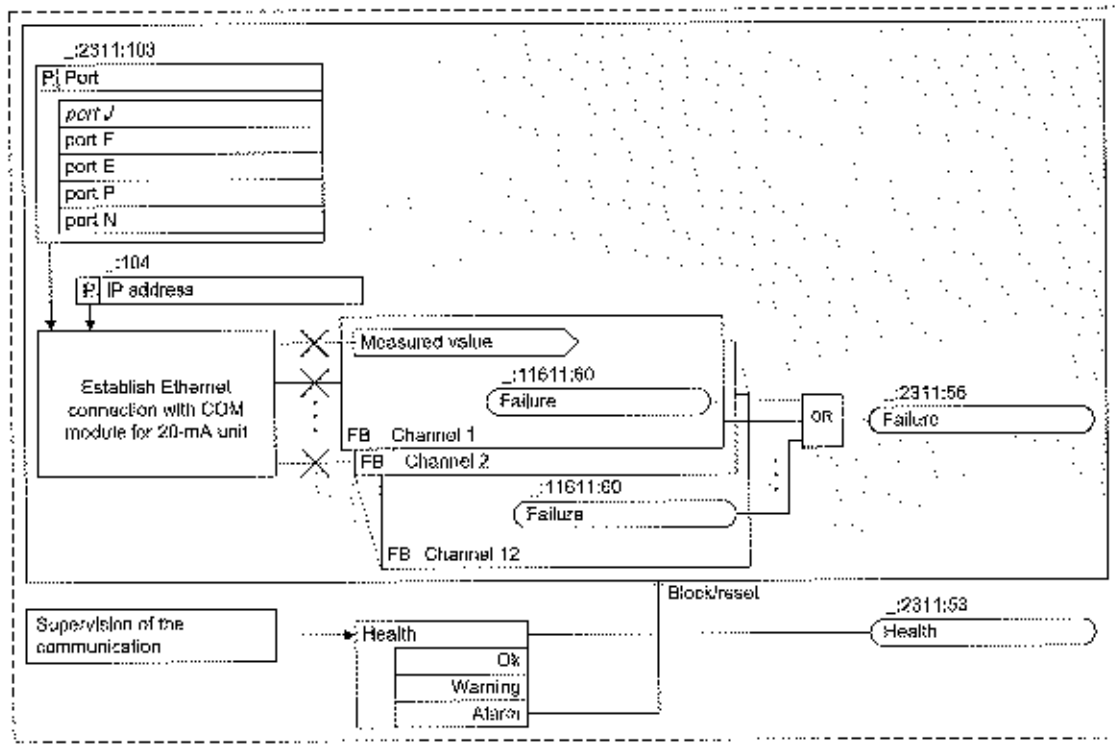 _:2311:103
P Port
port J
port F
port E
port P
port N
_:104
P IP address
Establish Ethernet
connection with COM
module for 20-mA unit
Measured value
_:11611:60
Failure
FB Channel 1
FB Channel 2
_:11611:60
Failure
FB Channel 12
OR
_:2311:56
Failure
Block/reset
Supervision of the
communication
Health
Ok
Warning
Alarm
_:2311:53
Health